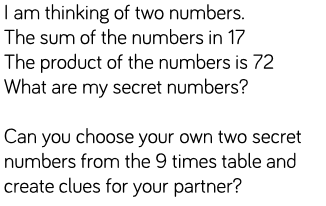 I am thinking of two numbers.
The sum of the numbers in 17
The product of the numbers is 72
What are my secret numbers?
Can you choose your own two secret
numbers from the 9 times table and
create clues for your partner?